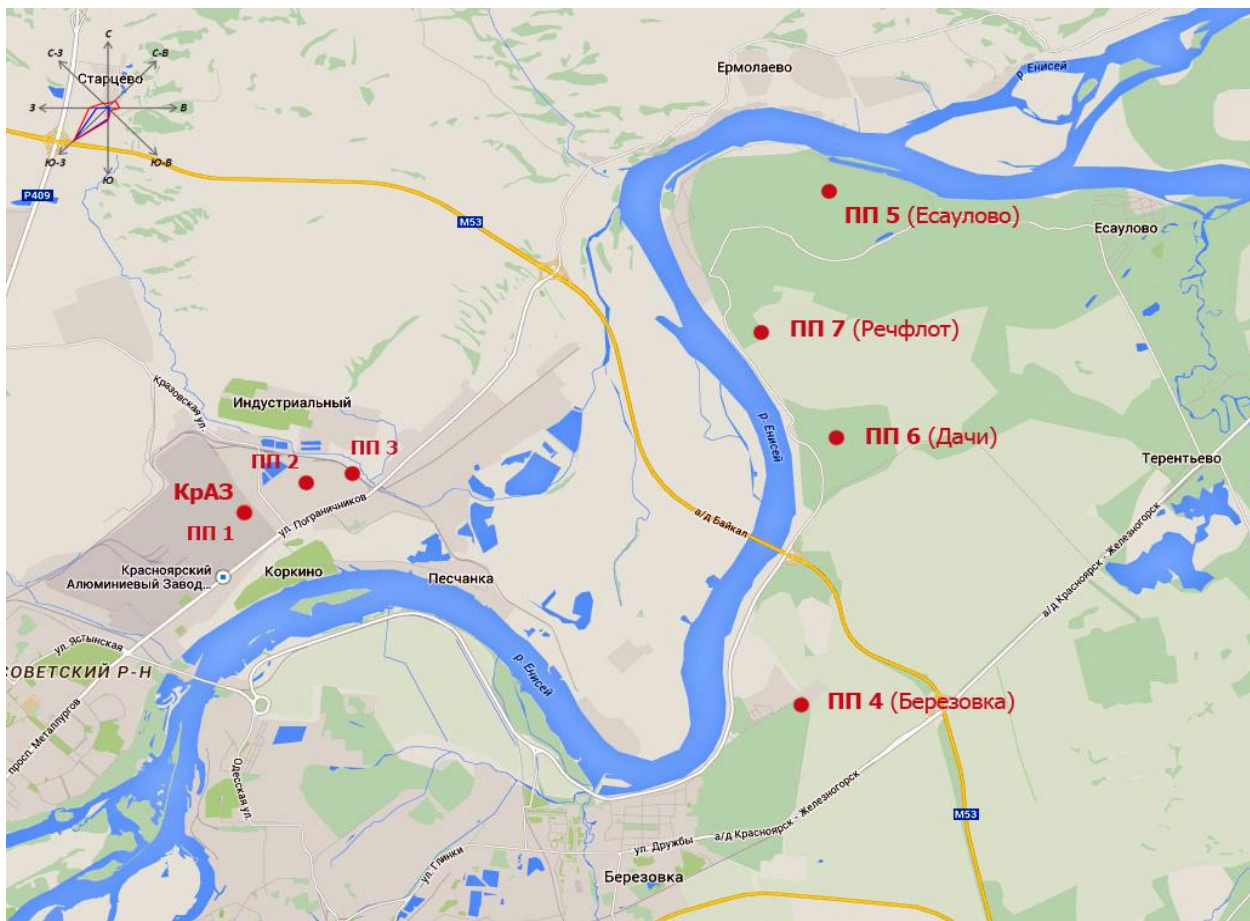 С
С-З
С-В
Старцево
З
В
Ю-З
Ю-В
Ю
Р409
М53
Ермолаево
р. Енисей
ПП 5 (Есаулово)
Есаулово
ПП 7 (Речфлот)
Кразовская ул.
Индустриальный
р. Енисей
ПП 6 (Дачи)
ПП 3
ПП 2
Терентьево
КрАЗ
ПП 1
ул. Пограничников
а/д Байкал
Красноярский
Алюминиевый Завод...
Коркино
Песчанка
а/д Красноярск - Железногорск
ул. Ястынская
СОВЕТСКИЙ Р-Н
р. Енисей
ПП 4 (Березовка)
просп. Металлургов
Одесская ул.
М53
а/д Красноярск - Железногорск
ул. Дружбы
ул. Глинки
Березовка